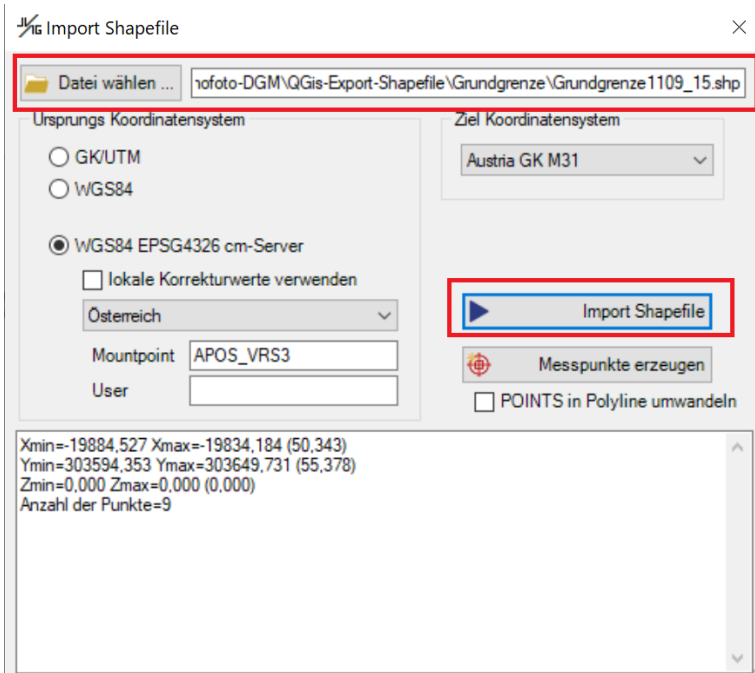 Import Shapefile
Datei wählen ...
nofoto-DGM\QGis-Export-Shapefile\Grundgrenze\Grundgrenze1109_15.shp
Ursprungs Koordinatensystem
Ziel Koordinatensystem
GK/UTM
Austria GK M31
WGS84
WGS84 EPSG4326 cm-Server
lokale Korrekturwerte verwenden
Österreich
Import Shapefile
Mountpoint
APOS_VRS3
Messpunkte erzeugen
User
POINTS in Polyline umwandeln
Xmin=-19884,527 Xmax=-19834,184 (50,343)
Ymin=303594,353 Ymax=303649,731 (55,378)
Zmin=0,000 Zmax=0,000 (0,000)
Anzahl der Punkte=9